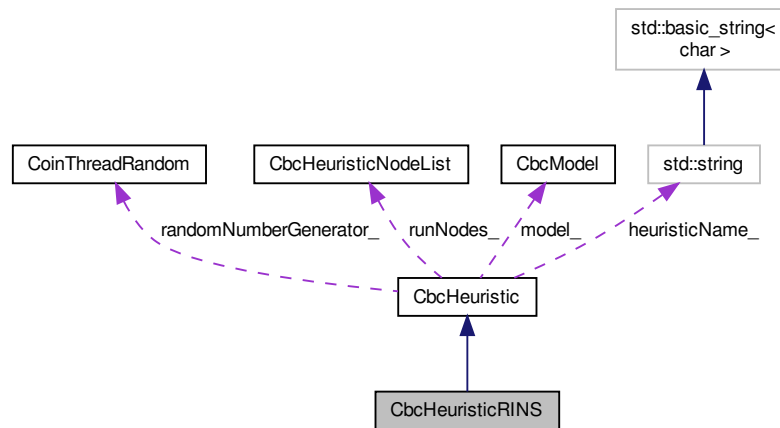 std::basic_string<
char >
CoinThreadRandom
CbcHeuristicNodeList
CbcModel
std::string
randomNumberGenerator_
runNodes_
model_
heuristicName_
CbcHeuristic
CbcHeuristicRINS